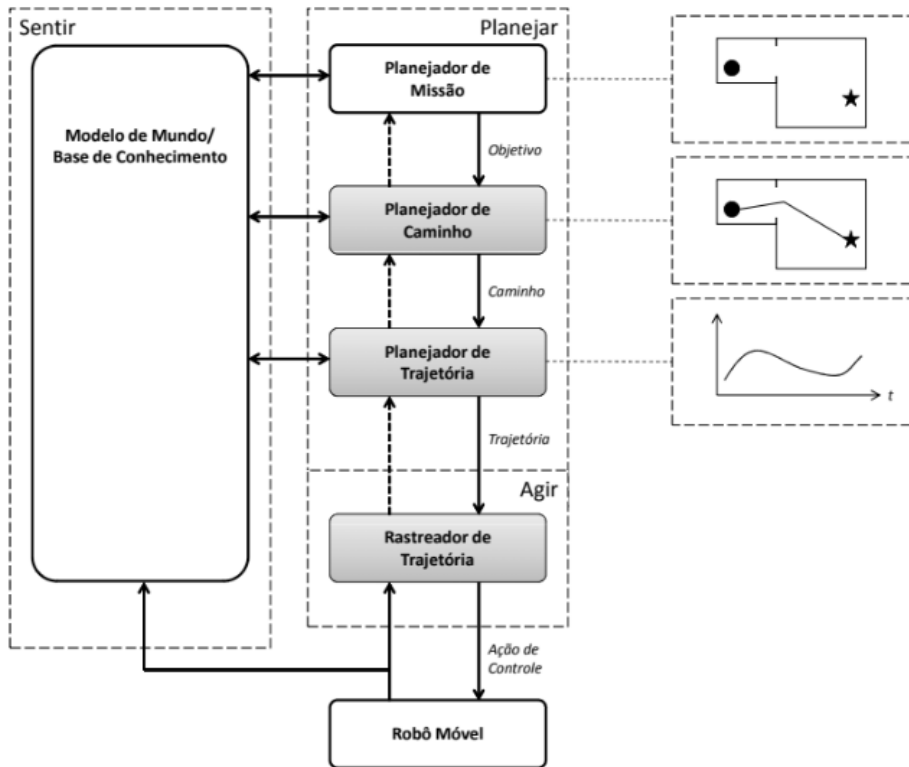 Sentir
Planejar
Planejador de
Missão
Modelo de Mundo/
Base de Conhecimento
Objetivo
Planejador de
Caminho
Caminho
Planejador de
Trajetória
t
Trajetória
Agir
Rastreador de
Trajetória
Ação de
Controle
Robô Móvel